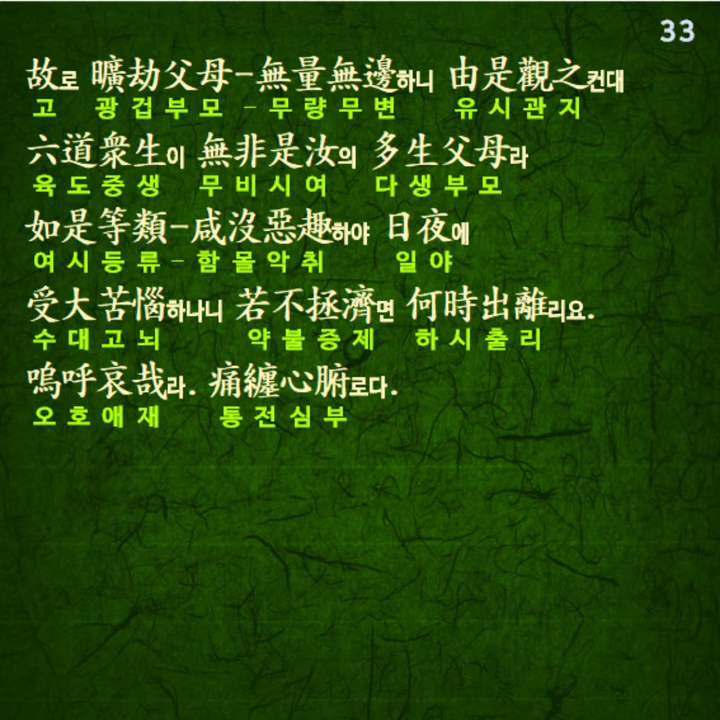 33
故로 曠劫父母-無量無邊하니 由是觀之컨대
고 광겁부모 - 무량무변 유시관지
六道衆生이 無非是汝의 多生父母라
육도중생 무비시여 다생부모
如是等類-咸沒惡趣하야 日夜에
여시등류 - 함몰악취 일야
受大苦惱하나니 若不拯濟면 何時出離리요.
수대고뇌 약불증제 하시출리
嗚呼哀哉라. 痛纏心腑로다.
오호애재 통전심부